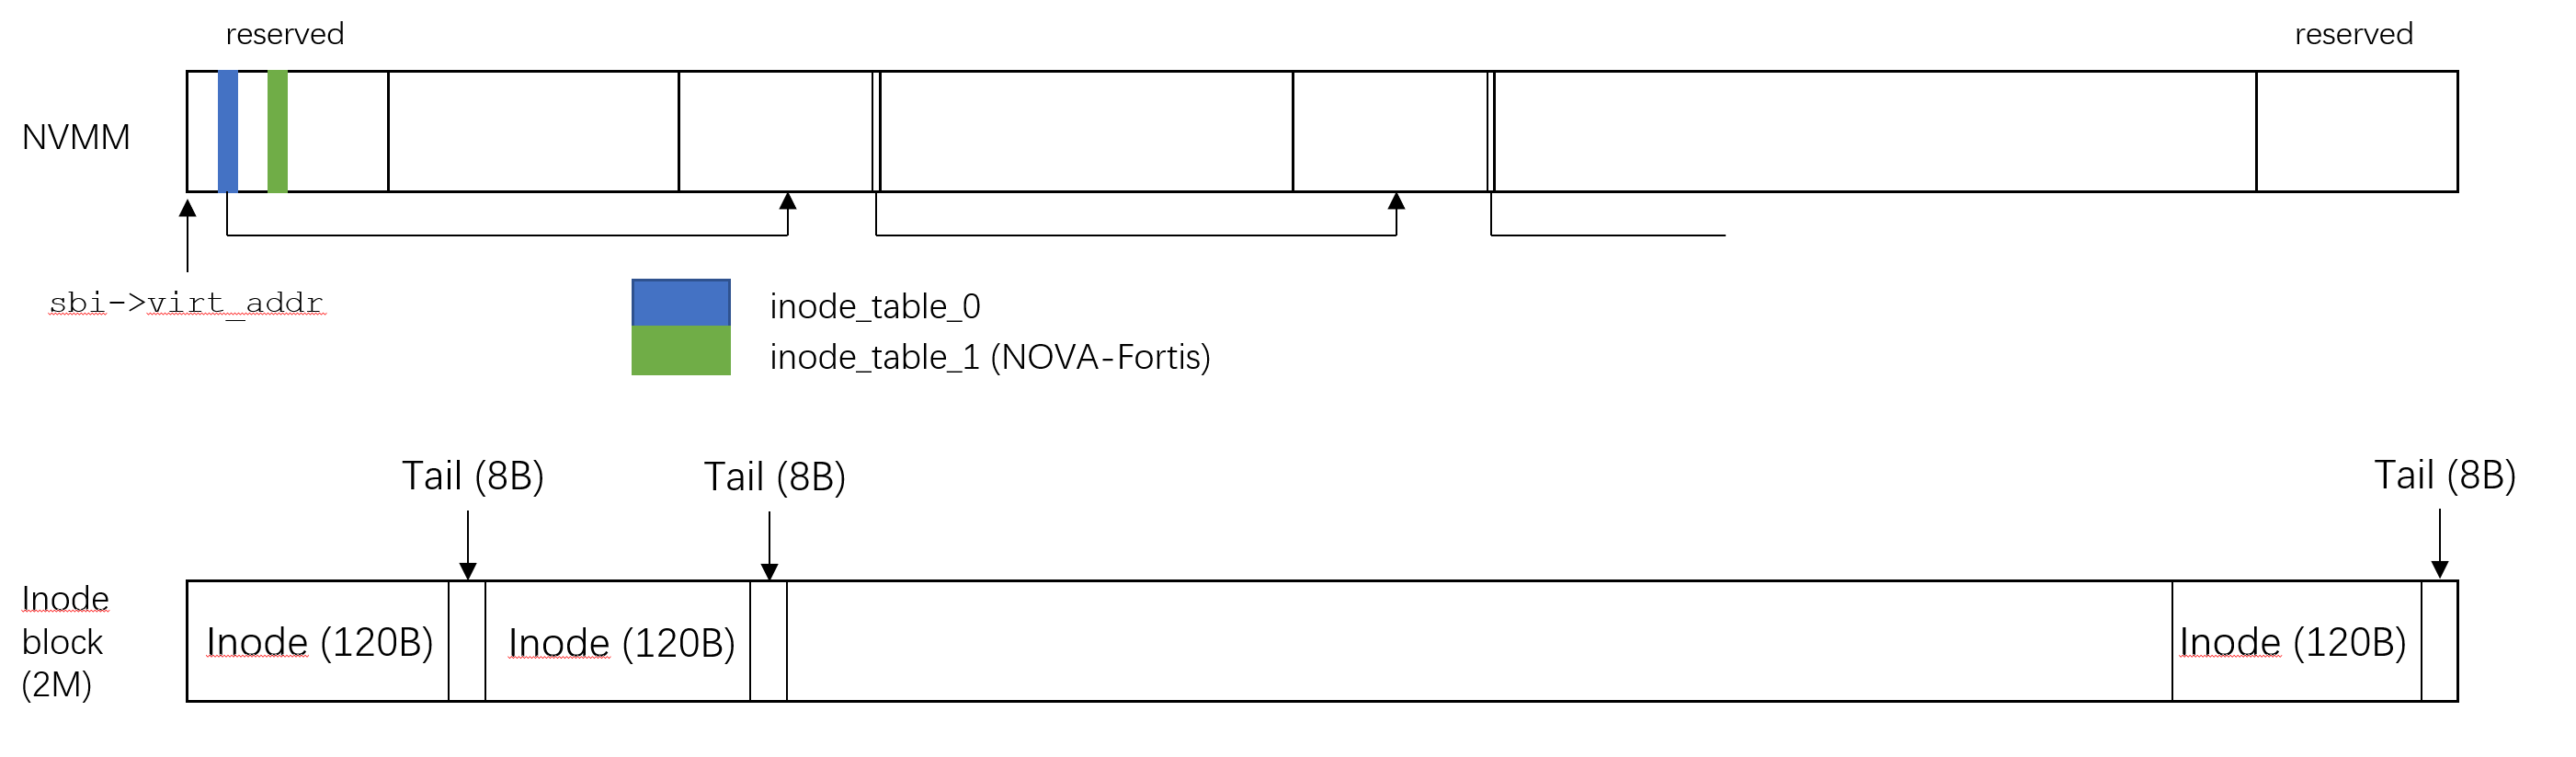 reserved
reserved
NVMM
sbi->virt_addr
inode_table_0
inode_table_1 (NOVA-Fortis)
Tail (8B)
Tail (8B)
Tail (8B)
Inode
block
(2M)
Inode (120B)
Inode (120B)
Inode (120B)